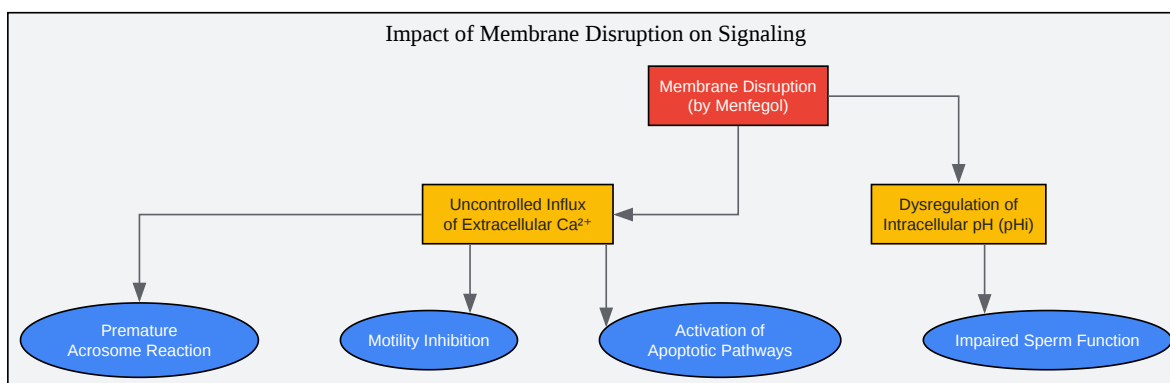 Impact of Membrane Disruption on Signaling
Membrane Disruption
(by Menfegol)
Uncontrolled Influx
of Extracellular Ca²⁺
Dysregulation of
Intracellular pH (pHi)
Premature
Acrosome Reaction
Motility Inhibition
Activation of
Apoptotic Pathways
Impaired Sperm Function